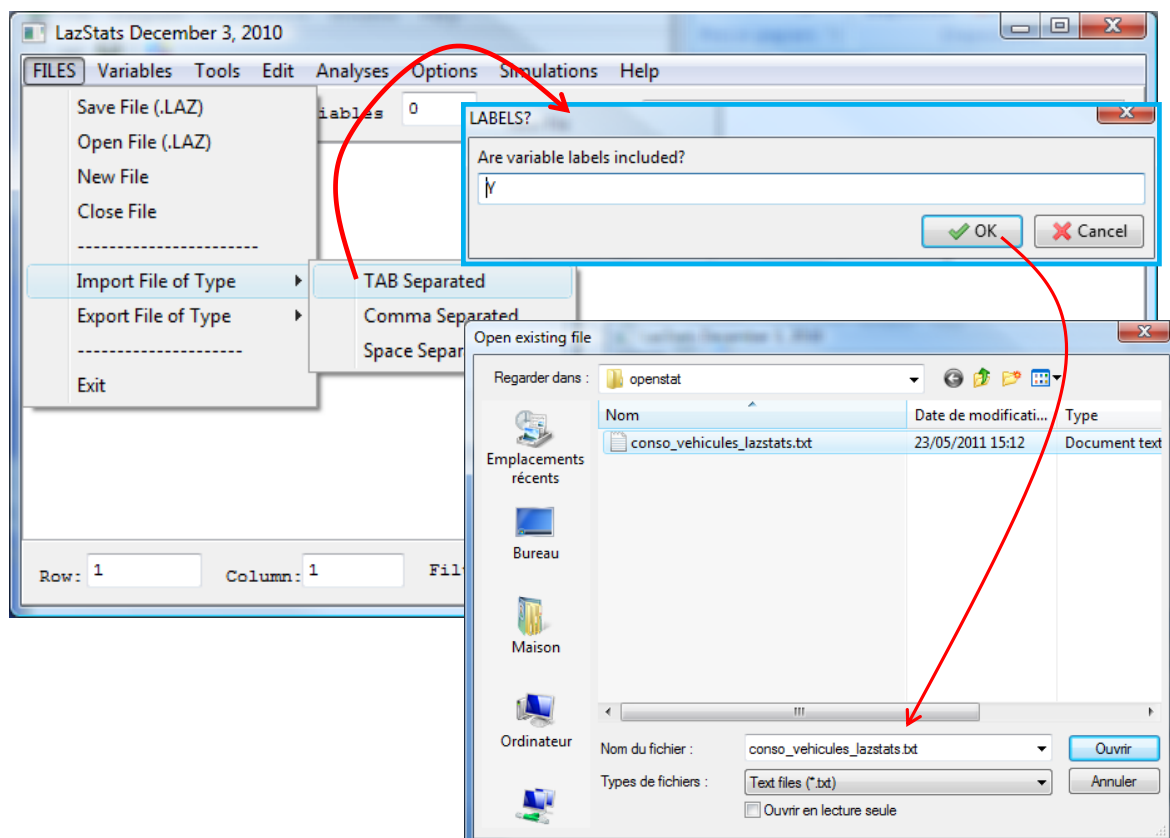 LazStats December 3, 2010
FILES Variables Tools Edit Analyses Options Simulations Help
Save File (.LAZ)
iables 0
Open File (.LAZ)
New File
Close File
-----------------------
Import File of Type
Export File of Type
---------------------
Exit
TAB Separated
Comma Separated
Space Separ
LABELS?
Are variable labels included?
Y
OK Cancel
Row: 1 Column: 1 Fil
Open existing file
Regarder dans : openstat
Nom Date de modificati... Type
conso_vehicules_lazstats.txt 23/05/2011 15:12 Document text
Emplacements
récents
Bureau
Maison
Ordinateur
Nom du fichier : conso_vehicules_lazstats.txt Ouvrir
Types de fichiers : Text files (*.txt) Annuler
Ouvrir en lecture seule